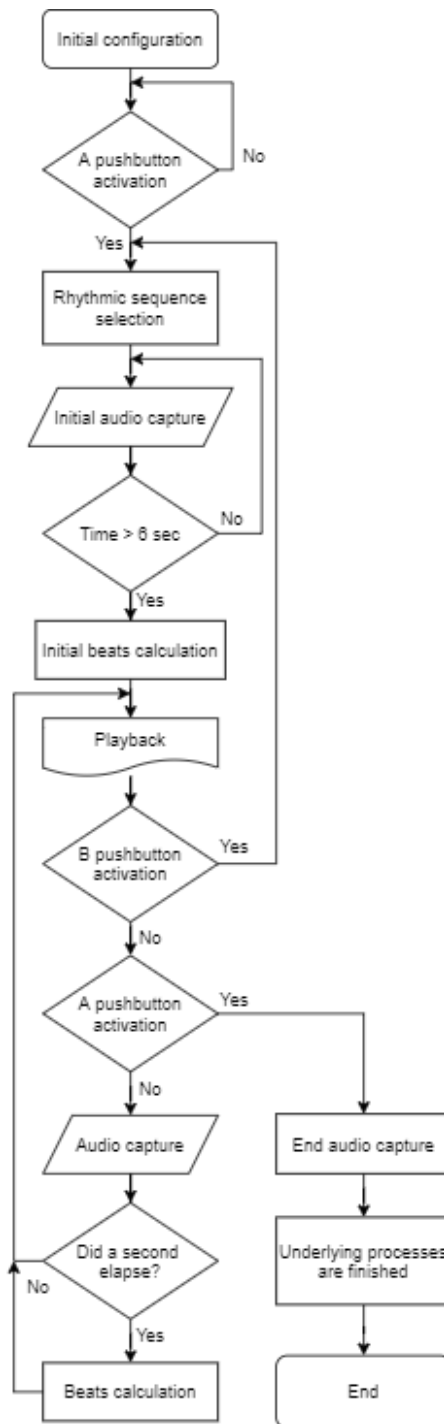 Initial configuration
A pushbutton
activation
No
Yes
Rhythmic sequence
selection
Initial audio capture
Time > 6 sec
No
Yes
Initial beats calculation
Playback
B pushbutton
activation
Yes
No
A pushbutton
activation
Yes
No
Audio capture
End audio capture
Did a second
elapse?
Underlying processes
are finished
No
Yes
Beats calculation
End